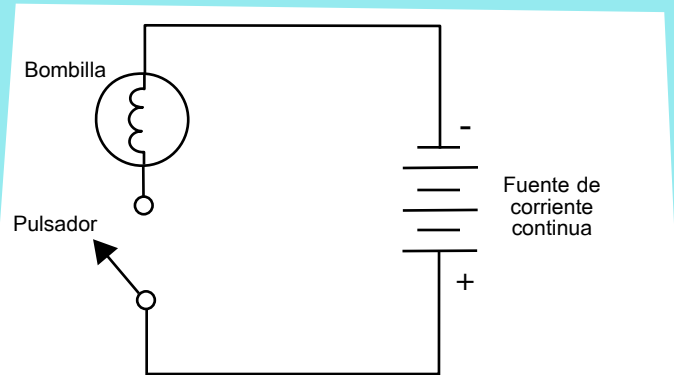 Bombilla
-
Fuente de
corriente
continua
Pulsador
+